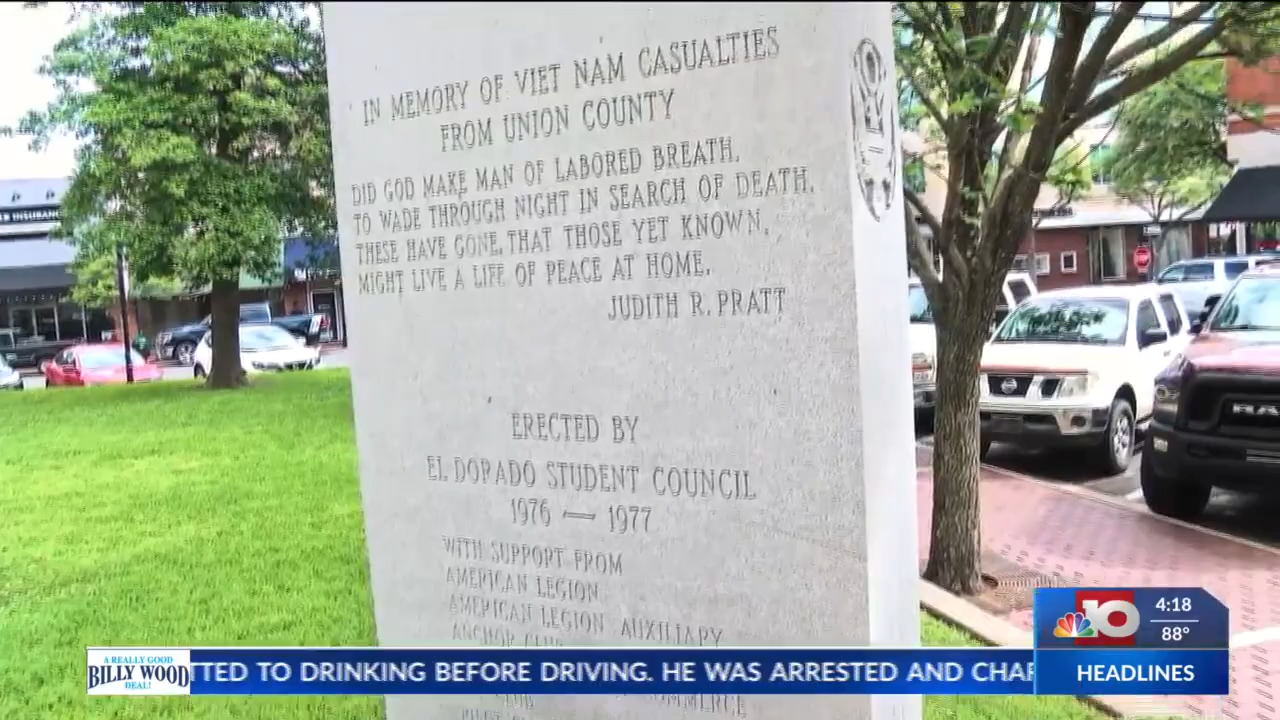 IN MEMORY OF VIET NAM CASUALTIES
FROM UNION COUNTY
DID GOD MAKE MAN OF LABORED BREATH,
TO WADE THROUGH NIGHT IN SEARCH OF DEATH.
THESE HAVE GONE, THAT THOSE YET KNOWN,
MIGHT LIVE A LIFE OF PEACE AT HOME.
JUDITH R. PRATT
ERECTED BY
EL DORADO STUDENT COUNCIL
1976 — 1977
WITH SUPPORT FROM
AMERICAN LEGION
AMERICAN LEGION AUXILIARY
ANCHOR CLUB
COMMERCE
INSURANCE
RA
A REALLY GOOD
BILLY WOOD
DEAL!
TTED TO DRINKING BEFORE DRIVING. HE WAS ARRESTED AND CHAR
10
4:18
88°
HEADLINES